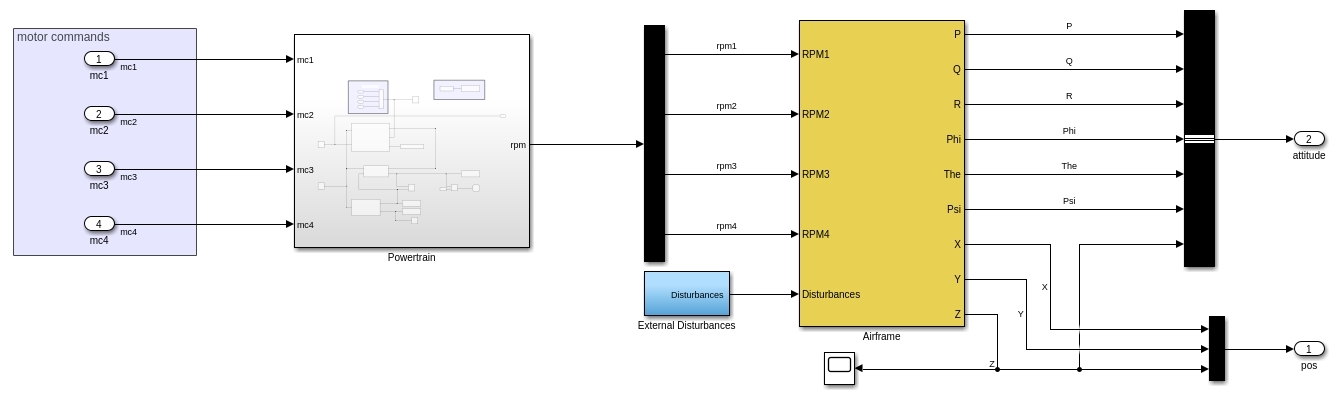 motor commands
1
mc1
mc1
2
mc2
mc2
3
mc3
mc3
4
mc4
mc4
mc1
mc2
mc3
mc4
rpm
Powertrain
rpm1
rpm2
rpm3
rpm4
Disturbances
External Disturbances
RPM1
RPM2
RPM3
RPM4
Disturbances
P
Q
R
Phi
The
Psi
X
Y
Z
Airframe
P
Q
R
Phi
The
Psi
X
Y
Z
2
attitude
1
pos